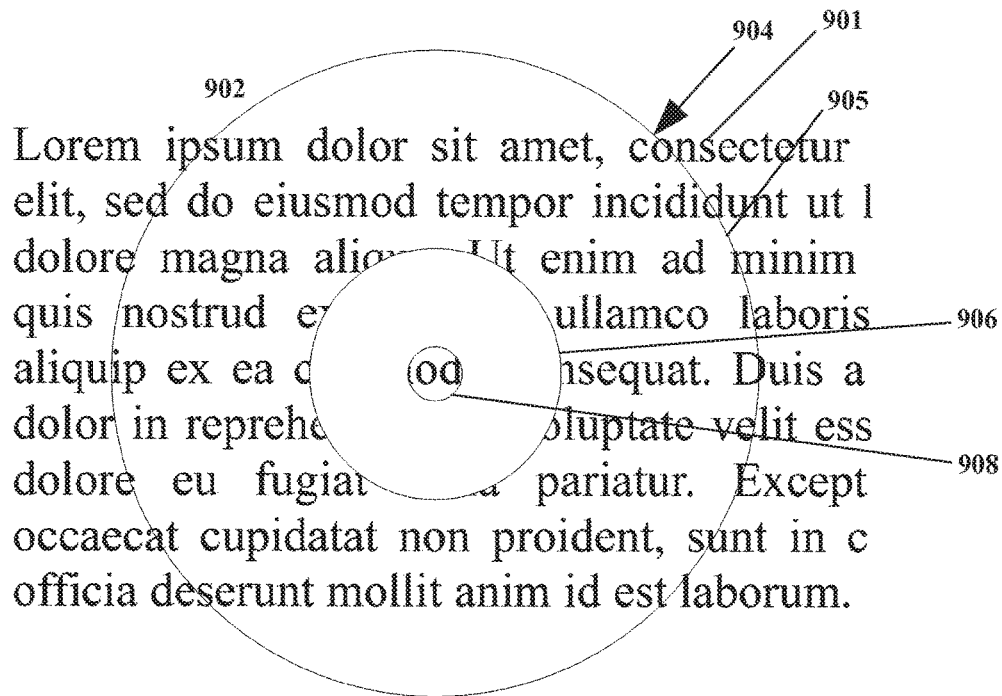 904
901
902
905
Lorem ipsum dolor sit amet, consectetur
elit, sed do eiusmod tempor incididunt ut l
dolore magna aliqu Ut enim ad minim
quis nostrud ex ullamco laboris
906
aliquip ex ea c od nsequat. Duis a
dolor in reprehe oluptate velit ess
908
dolore eu fugiat a pariatur. Except
occaecat cupidatat non proident, sunt in c
officia deserunt mollit anim id est laborum.